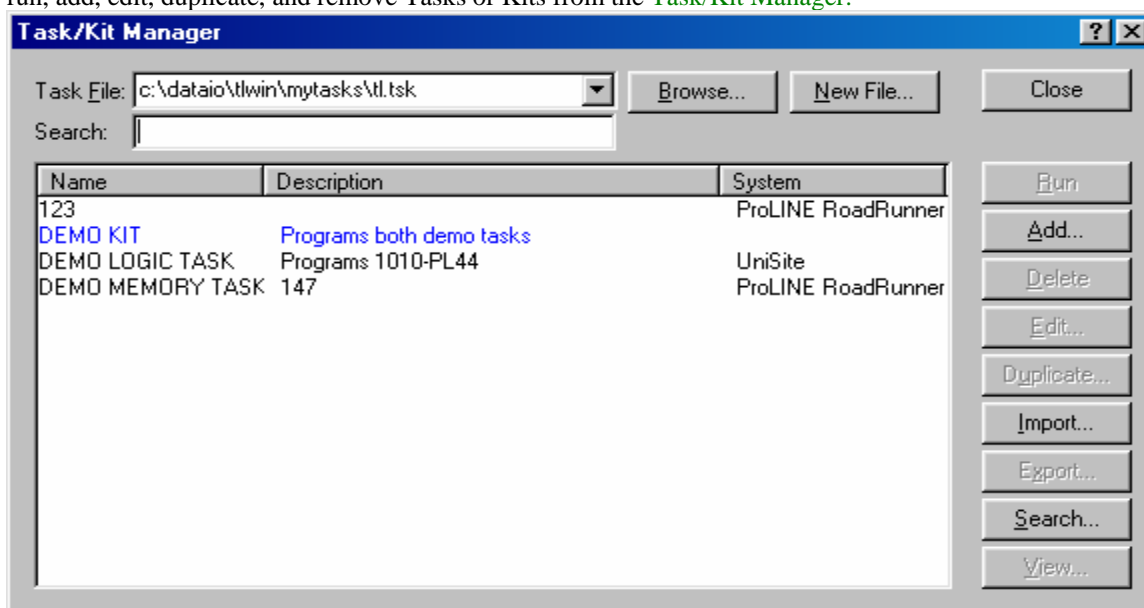 run, add, edit, duplicate, and remove Tasks or Kits from the Task/Kit Manager.
Task/Kit Manager
Task File: c:\dataio\tlwin\mytasks\tl.tsk Browse... New File... Close
Search:
Name Description System Run
123 ProLINE RoadRunner
Add...
DEMO KIT Programs both demo tasks
DEMO LOGIC TASK Programs 1010-PL44 UniSite
Delete
DEMO MEMORY TASK 147 ProLINE RoadRunner
Edit...
Duplicate...
Import...
Export...
Search...
View...